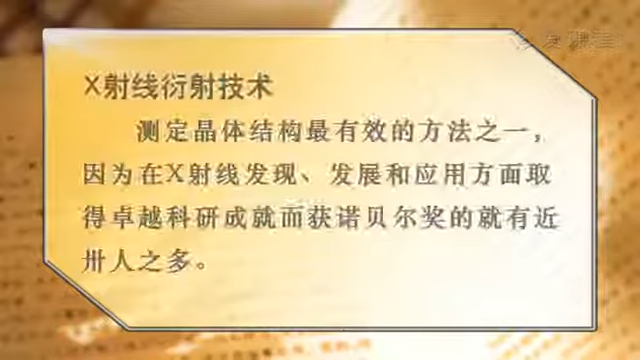 X射线衍射技术
测定晶体结构最有效的方法之一，
因为在X射线发现、发展和应用方面取
得卓越科研成就而获诺贝尔奖的就有近
卅人之多。